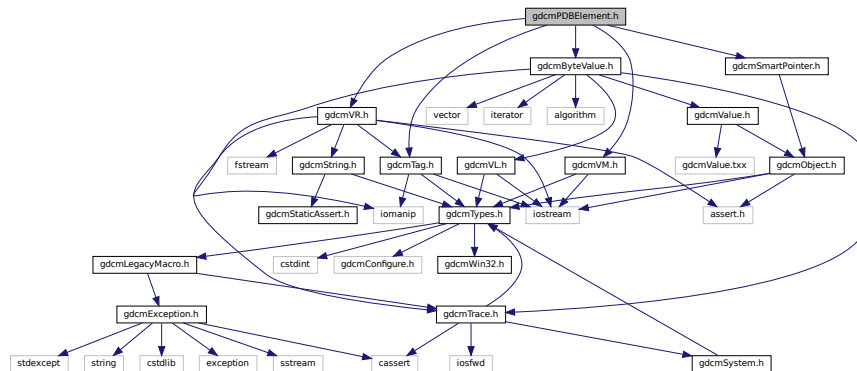 gdcmPDBElement.h
gdcmByteValue.h
gdcmSmartPointer.h
gdcmVR.h
vector
iterator
algorithm
gdcmValue.h
fstream
gdcmString.h
gdcmTag.h
gdcmVL.h
gdcmVM.h
gdcmValue.txx
gdcmObject.h
gdcmStaticAssert.h
iomanip
gdcmTypes.h
iostream
assert.h
gdcmLegacyMacro.h
cstdint
gdcmConfigure.h
gdcmWin32.h
gdcmException.h
gdcmTrace.h
stdexcept
string
cstdlib
exception
sstream
cassert
iosfwd
gdcmSystem.h